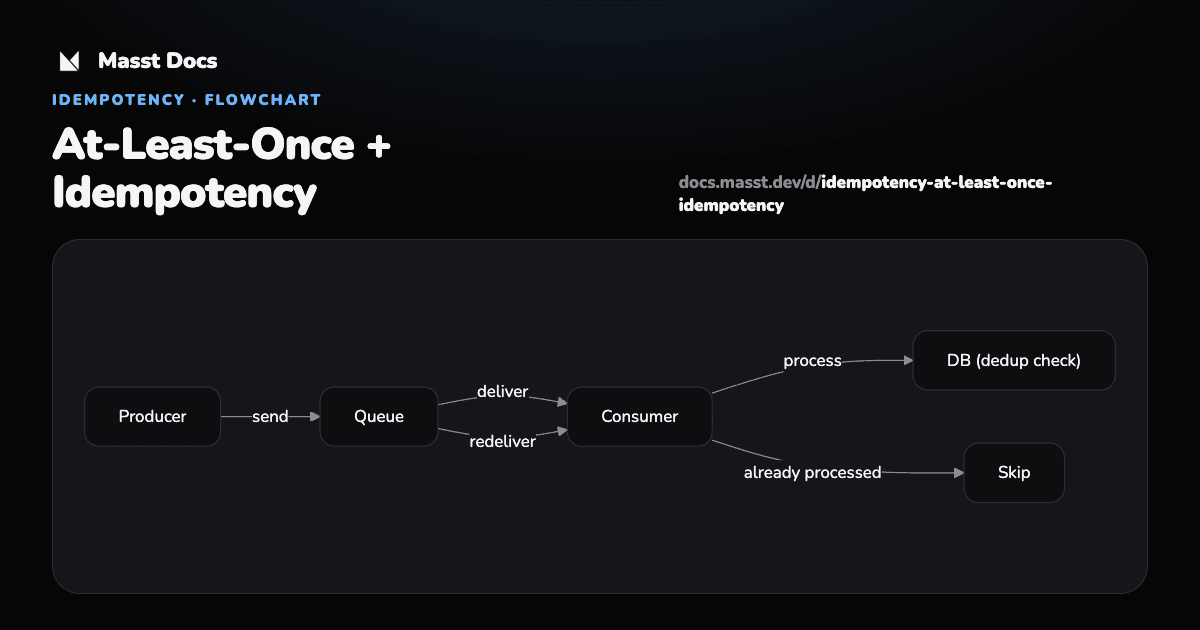 Masst Docs
IDEMPOTENCY · FLOWCHART
At-Least-Once +
Idempotency
docs.masst.dev/d/idempotency-at-least-once-
idempotency
Producer
send
Queue
deliver
redeliver
Consumer
process
DB (dedup check)
already processed
Skip